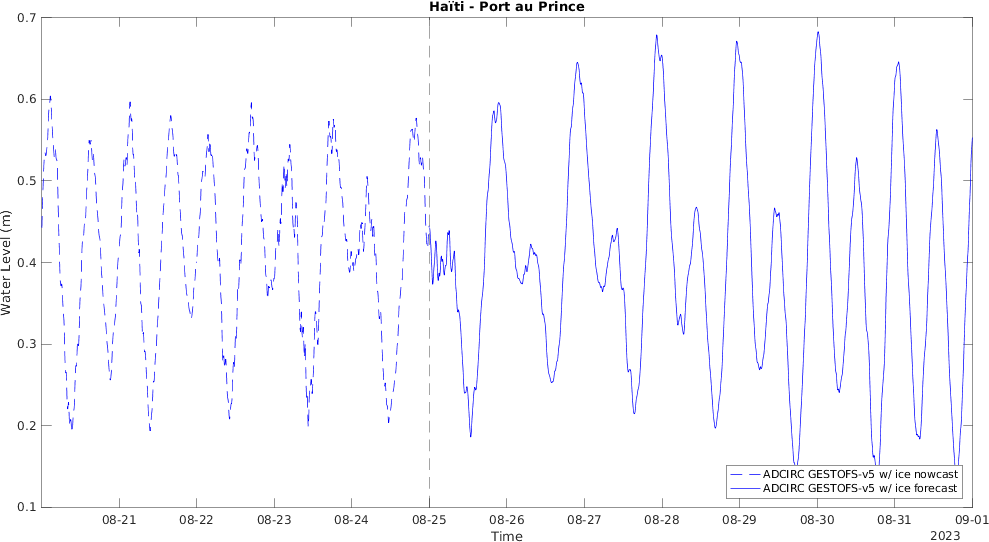 Haïti - Port au Prince
0.7
0.6
0.5
0.4
0.3
0.2
0.1
Water Level (m)
08-21 08-22 08-23 08-24 08-25 08-26 08-27 08-28 08-29 08-30 08-31 09-01
Time
2023
ADCIRC GESTOFS-v5 w/ ice nowcast
ADCIRC GESTOFS-v5 w/ ice forecast